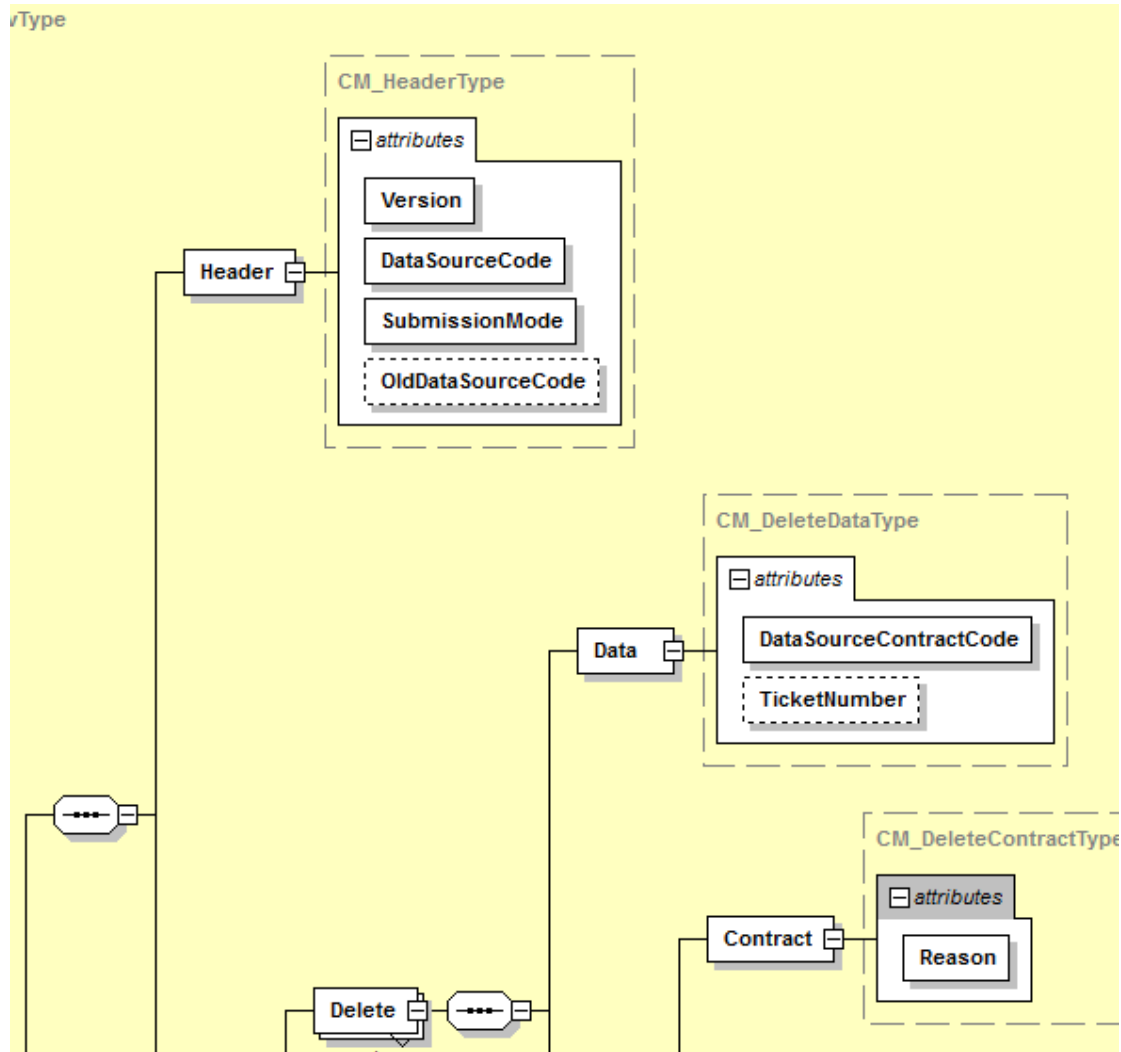 vType
CM_HeaderType
attributes
Version
DataSourceCode
Header
SubmissionMode
OldDataSourceCode
CM_DeleteDataType
attributes
DataSourceContractCode
Data
TicketNumber
CM_DeleteContractType
attributes
Contract
Reason
Delete